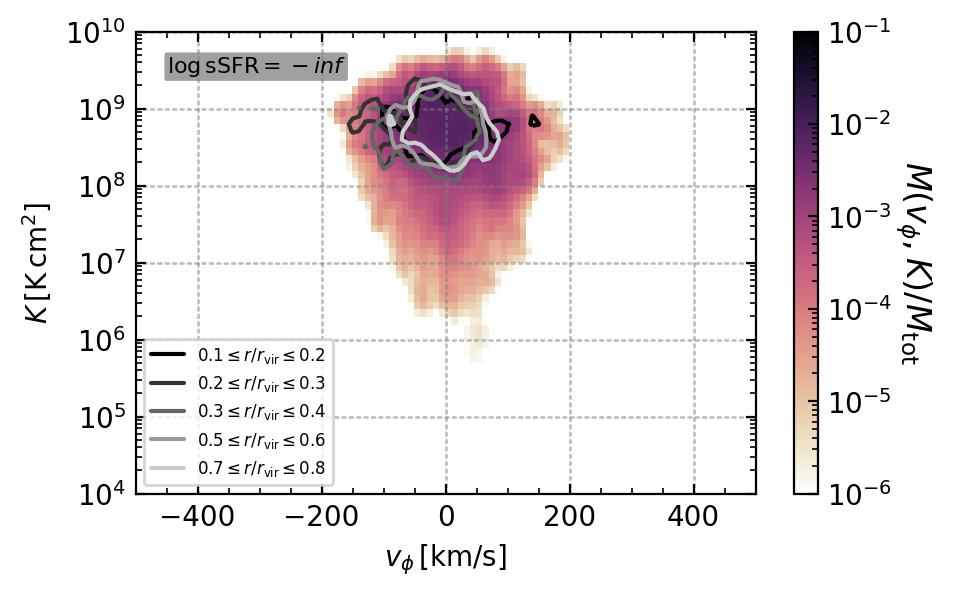 10^10
10^9
10^8
10^7
10^6
10^5
10^4
K [K cm^2]
log sSFR = −inf
0.1 ≤ r/r_vir ≤ 0.2
0.2 ≤ r/r_vir ≤ 0.3
0.3 ≤ r/r_vir ≤ 0.4
0.5 ≤ r/r_vir ≤ 0.6
0.7 ≤ r/r_vir ≤ 0.8
−400 −200 0 200 400
v_ϕ [km/s]
10^−1
10^−2
10^−3
10^−4
10^−5
10^−6
M(v_ϕ, K)/M_tot